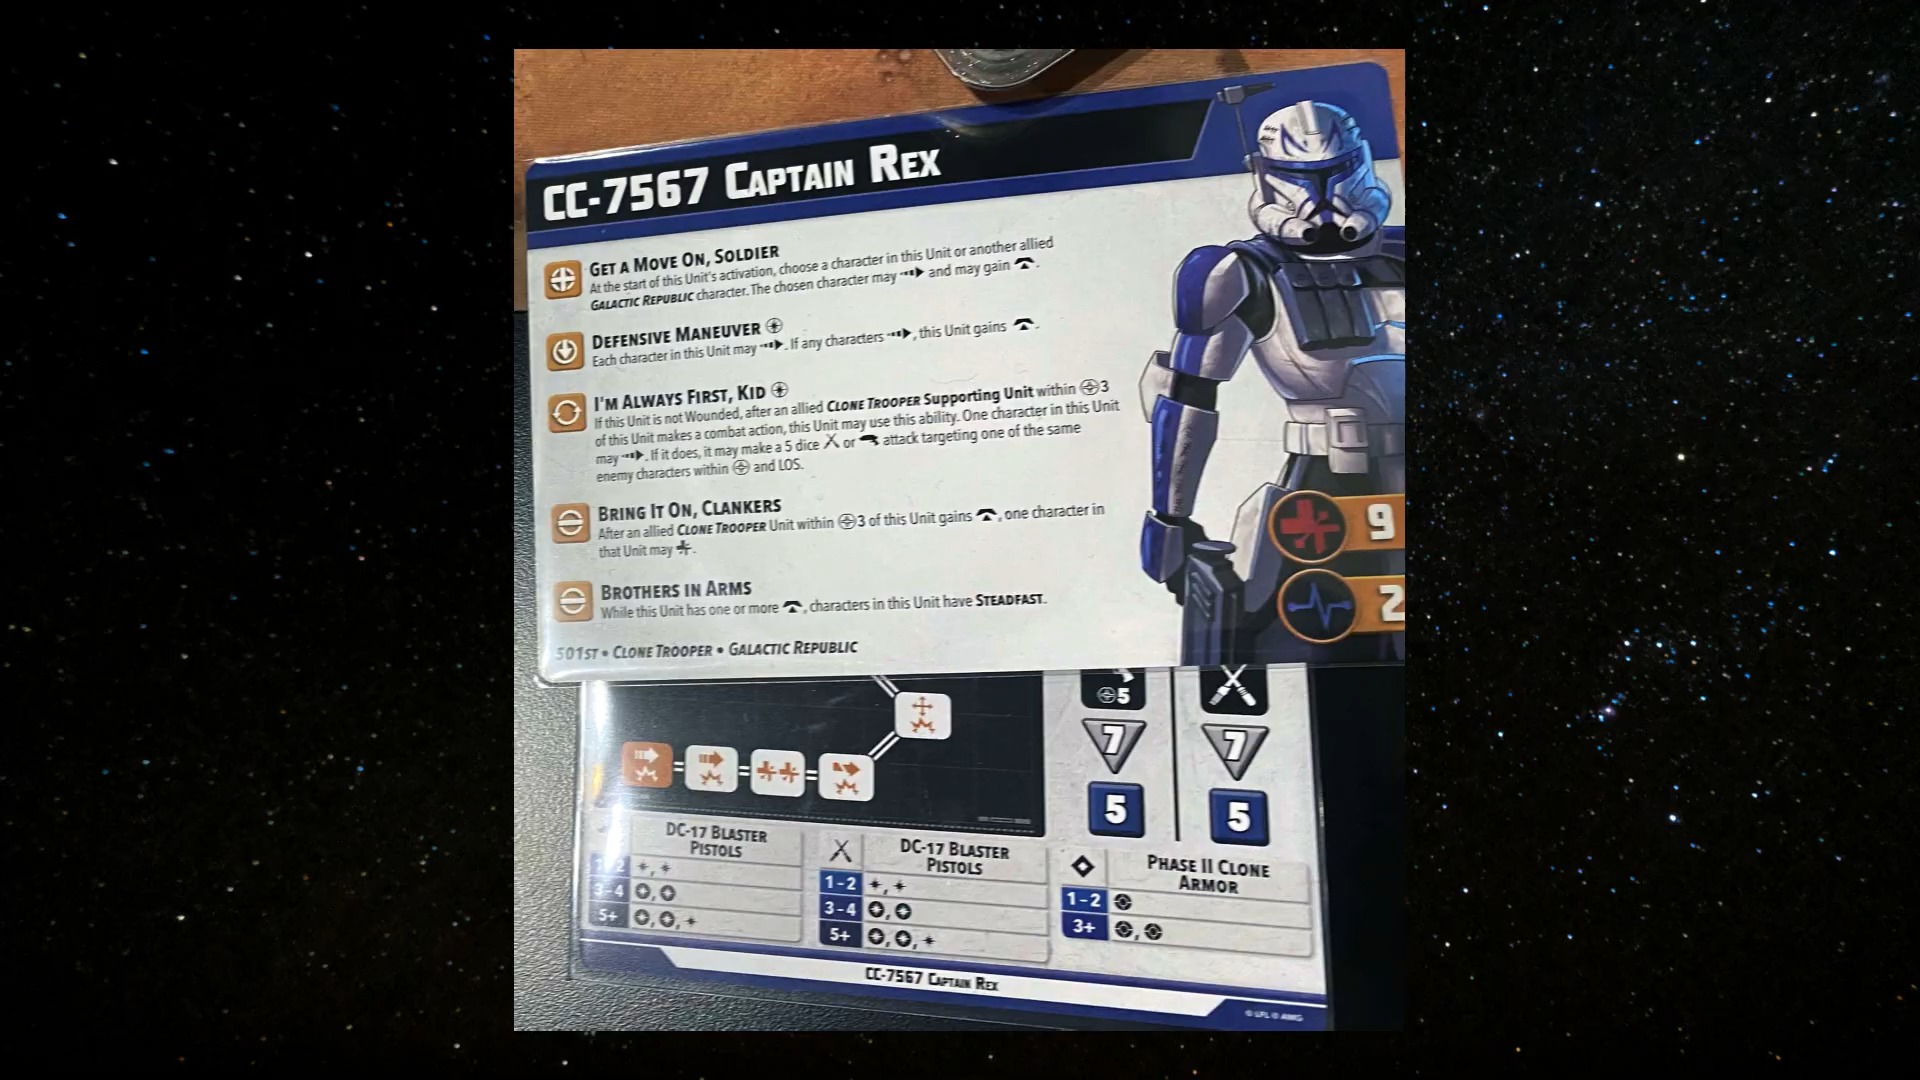 CC-7567 CAPTAIN REX
GET A MOVE ON, SOLDIER
At the start of this Unit's activation, choose a character in this Unit or another allied
GALACTIC REPUBLIC character. The chosen character may and may gain .
DEFENSIVE MANEUVER
Each character in this Unit may . If any characters , this Unit gains .
I'M ALWAYS FIRST, KID
If this Unit is not Wounded, after an allied CLONE TROOPER Supporting Unit within 3
of this Unit makes a combat action, this Unit may use this ability. One character in this Unit
may . If it does, it may make a 5 dice or attack targeting one of the same
enemy characters within and LOS.
BRING IT ON, CLANKERS
After an allied CLONE TROOPER Unit within 3 of this Unit gains , one character in
that Unit may .
BROTHERS IN ARMS
While this Unit has one or more , characters in this Unit have STEADFAST.
501ST • CLONE TROOPER • GALACTIC REPUBLIC
9
2
5
7
7
5
5
DC-17 BLASTER
PISTOLS
1-2
3-4
5+
DC-17 BLASTER
PISTOLS
1-2
3-4
5+
PHASE II CLONE
ARMOR
1-2
3+
CC-7567 CAPTAIN REX
© LFL © AMG